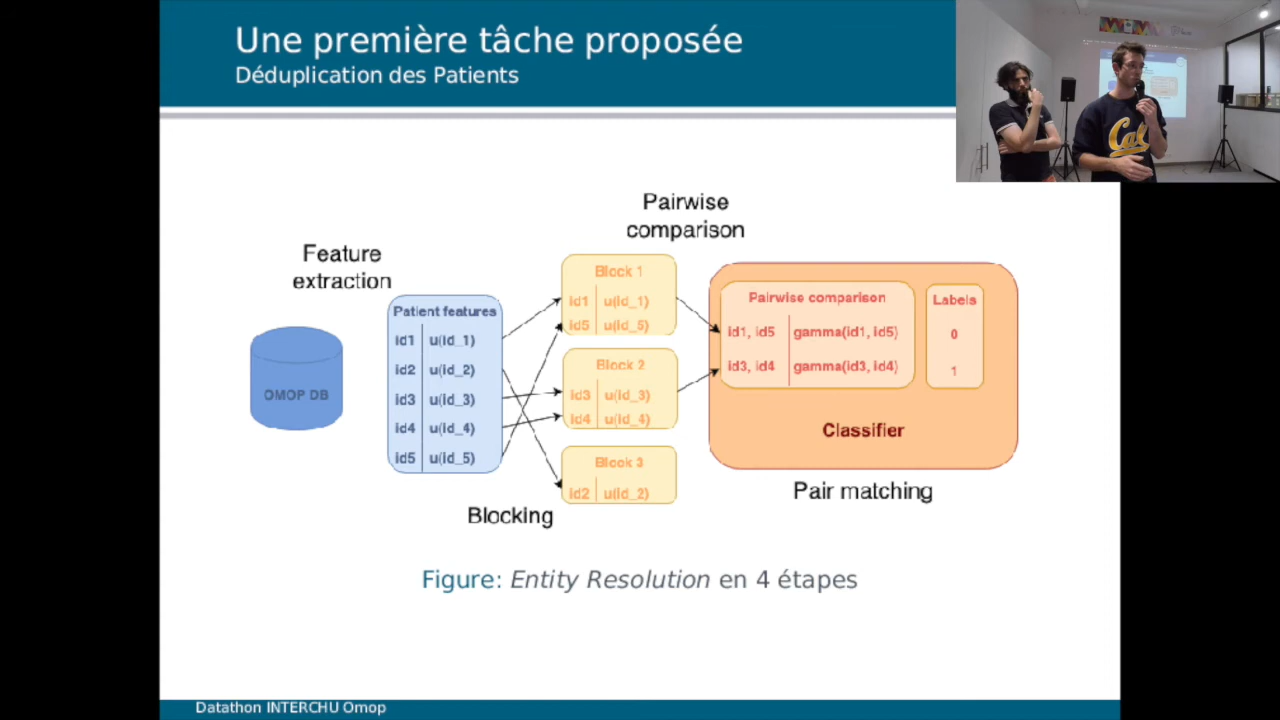 Une première tâche proposée
Déduplication des Patients
Cal
Feature
extraction
Pairwise
comparison
OMOP DB
Patient features
id1 u(id_1)
id2 u(id_2)
id3 u(id_3)
id4 u(id_4)
id5 u(id_5)
Blocking
Block 1
id1 u(id_1)
id5 u(id_5)
Block 2
id3 u(id_3)
id4 u(id_4)
Block 3
id2 u(id_2)
Pairwise comparison
id1, id5 gamma(id1, id5)
id3, id4 gamma(id3, id4)
Labels
0
1
Classifier
Pair matching
Figure: Entity Resolution en 4 étapes
Datathon INTERCHU Omop